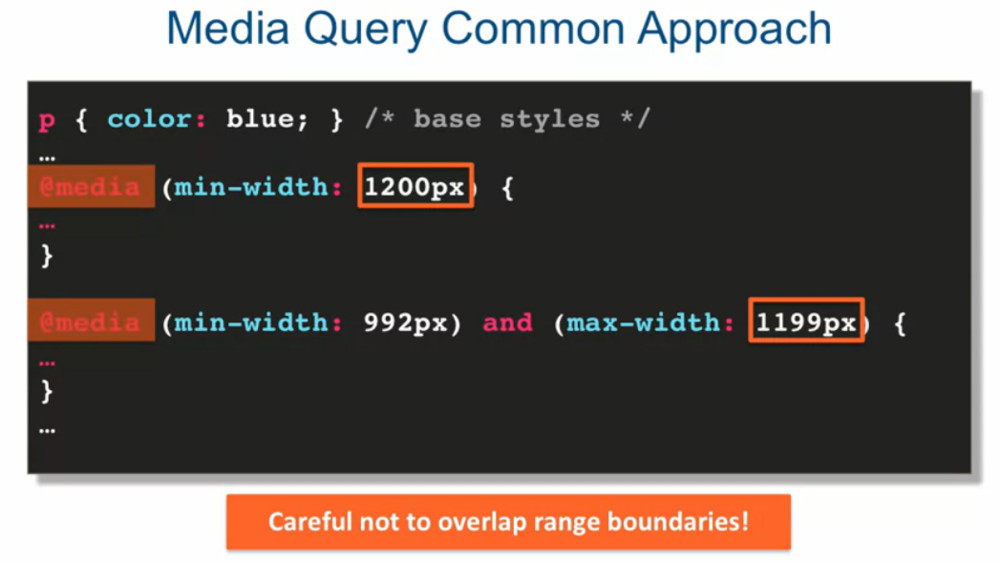 Media Query Common Approach
p { color: blue; } /* base styles */
…
@media (min-width: 1200px) {
…
}
@media (min-width: 992px) and (max-width: 1199px) {
…
}
…
Careful not to overlap range boundaries!